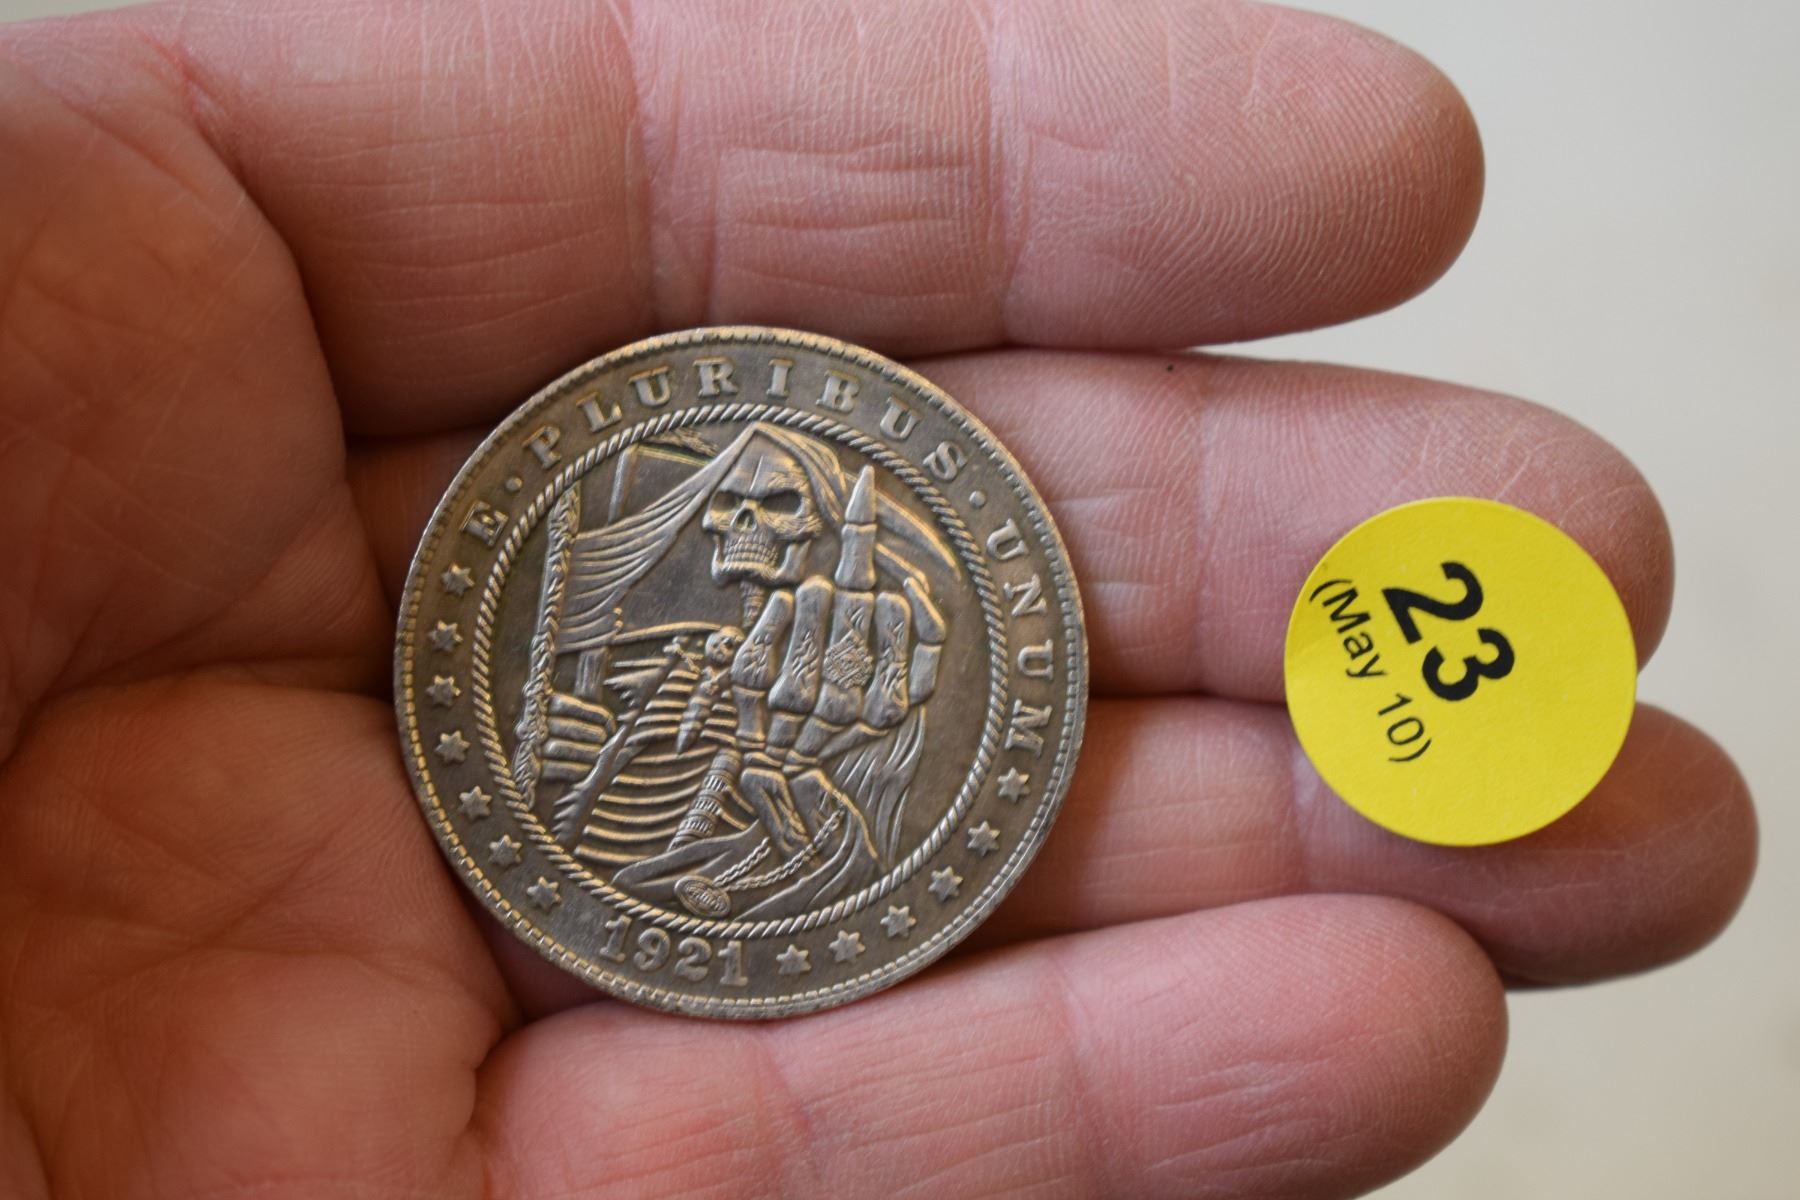 E · PLURIBUS · UNUM
1921
23
(May 10)